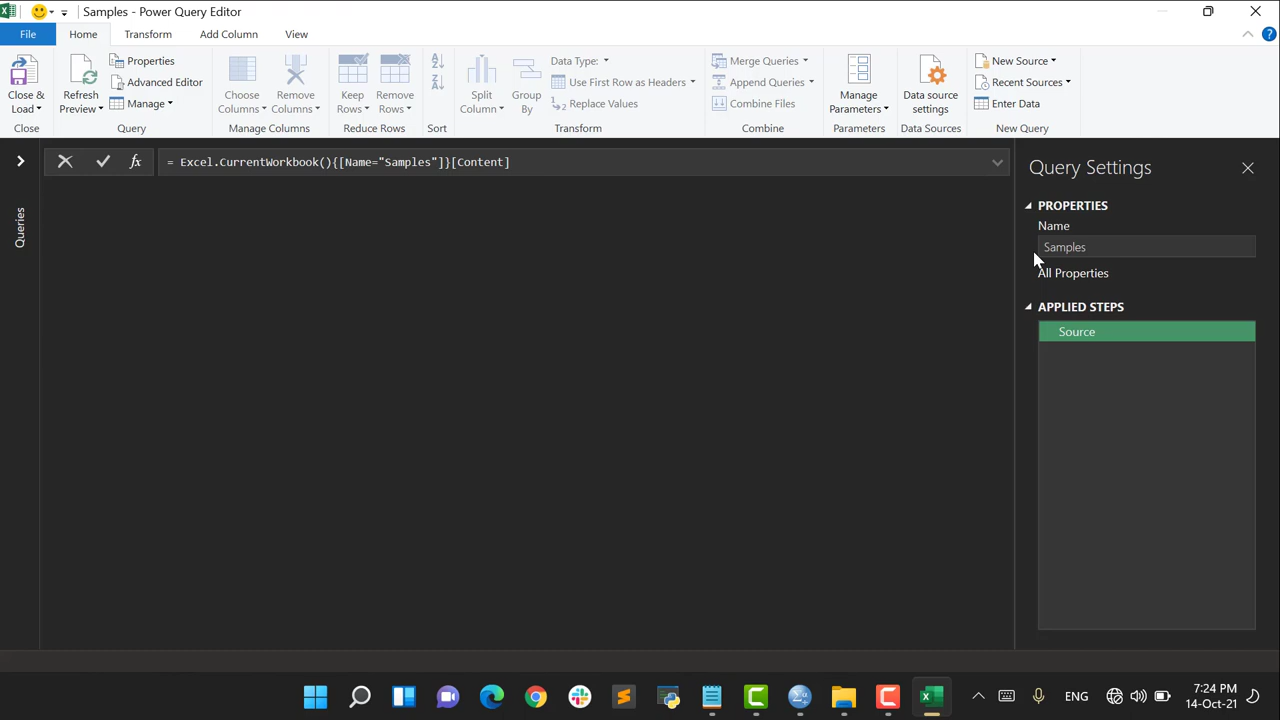 Samples - Power Query Editor
File
Home
Transform
Add Column
View
Close &
Load
Close
Refresh
Preview
Properties
Advanced Editor
Manage
Query
Choose
Columns
Remove
Columns
Manage Columns
Keep
Rows
Remove
Rows
Reduce Rows
A
Z
Z
A
Sort
Split
Column
Group
By
Data Type:
Use First Row as Headers
Replace Values
Transform
Merge Queries
Append Queries
Combine Files
Combine
Manage
Parameters
Parameters
Data source
settings
Data Sources
New Source
Recent Sources
Enter Data
New Query
fx
= Excel.CurrentWorkbook(){[Name="Samples"]}[Content]
Queries
Query Settings
PROPERTIES
Name
Samples
All Properties
APPLIED STEPS
Source
ENG
7:24 PM
14-Oct-21